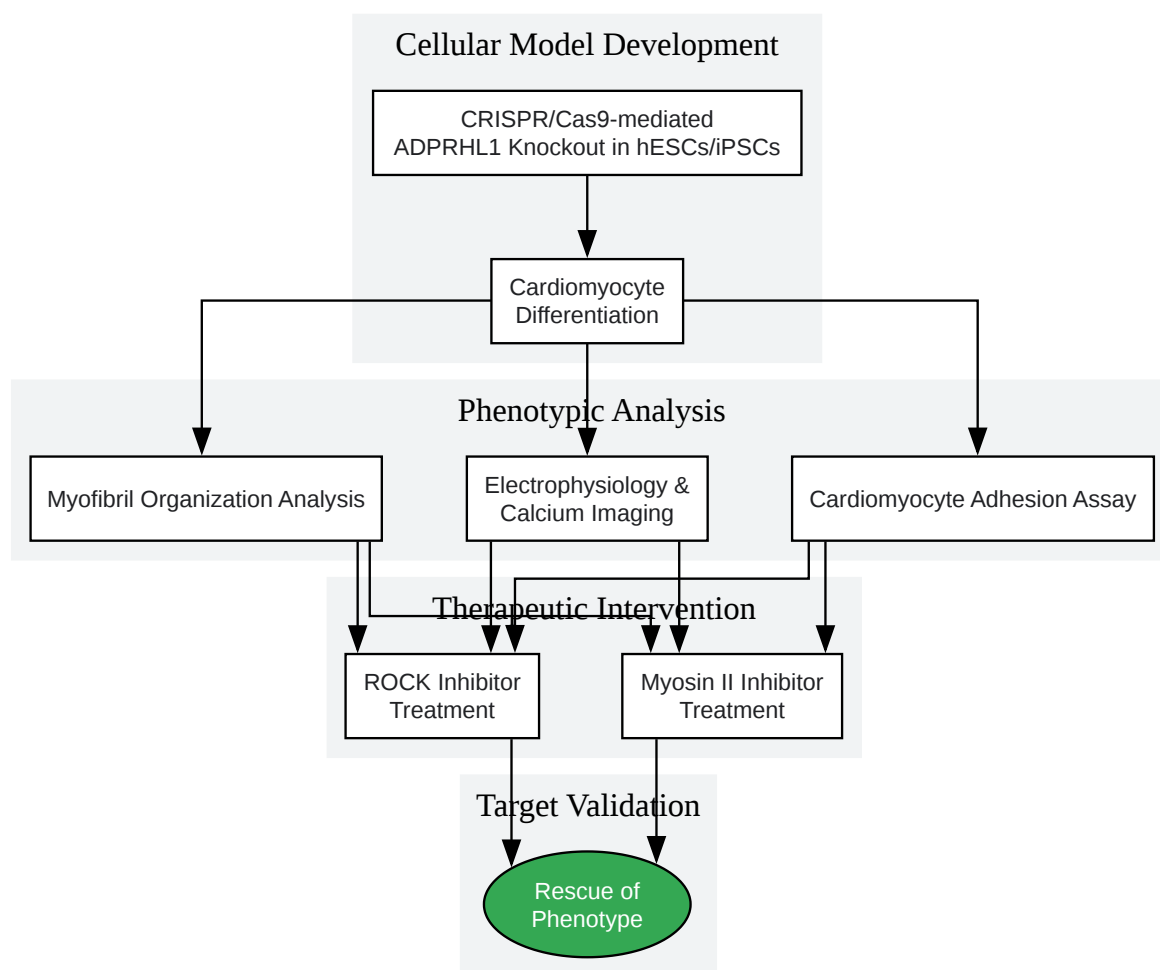 Cellular Model Development
CRISPR/Cas9-mediated
ADPRHL1 Knockout in hESCs/iPSCs
Cardiomyocyte
Differentiation
Phenotypic Analysis
Myofibril Organization Analysis
Electrophysiology &
Calcium Imaging
Cardiomyocyte Adhesion Assay
Therapeutic Intervention
ROCK Inhibitor
Treatment
Myosin II Inhibitor
Treatment
Target Validation
Rescue of
Phenotype